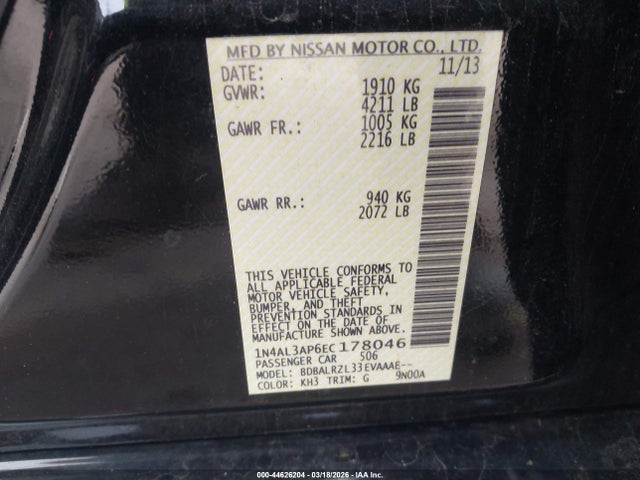 MFD BY NISSAN MOTOR CO., LTD.
DATE: 11/13
GVWR: 1910 KG
4211 LB
GAWR FR.: 1005 KG
2216 LB
GAWR RR.: 940 KG
2072 LB
THIS VEHICLE CONFORMS TO
ALL APPLICABLE FEDERAL
MOTOR VEHICLE SAFETY,
BUMPER, AND THEFT
PREVENTION STANDARDS IN
EFFECT ON THE DATE OF
MANUFACTURE SHOWN ABOVE.
1N4AL3AP6EC178046
PASSENGER CAR 506
MODEL: BDBALRZL33EVAAAE--
COLOR: KH3 TRIM: G 9N00A
000-44626204 — 03/18/2026 — IAA Inc.